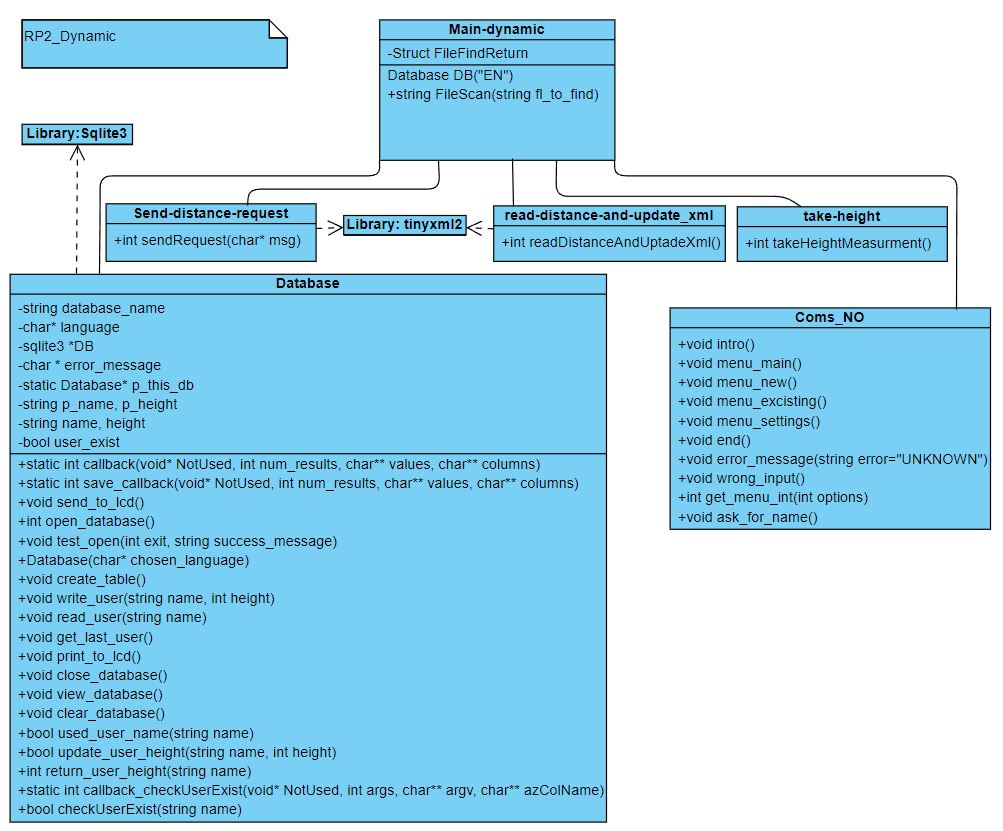 RP2_Dynamic
Main-dynamic
-Struct FileFindReturn
Database DB("EN")
+string FileScan(string fl_to_find)
Library:Sqlite3
Send-distance-request
+int sendRequest(char* msg)
Library: tinyxml2
read-distance-and-update_xml
+int readDistanceAndUptadeXml()
take-height
+int takeHeightMeasurment()
Database
-string database_name
-char* language
-sqlite3 *DB
-char * error_message
-static Database* p_this_db
-string p_name, p_height
-string name, height
-bool user_exist
+static int callback(void* NotUsed, int num_results, char** values, char** columns)
+static int save_callback(void* NotUsed, int num_results, char** values, char** columns)
+void send_to_lcd()
+int open_database()
+void test_open(int exit, string success_message)
+Database(char* chosen_language)
+void create_table()
+void write_user(string name, int height)
+void read_user(string name)
+void get_last_user()
+void print_to_lcd()
+void close_database()
+void view_database()
+void clear_database()
+bool used_user_name(string name)
+bool update_user_height(string name, int height)
+int return_user_height(string name)
+static int callback_checkUserExist(void* NotUsed, int args, char** argv, char** azColName)
+bool checkUserExist(string name)
Coms_NO
+void intro()
+void menu_main()
+void menu_new()
+void menu_excisting()
+void menu_settings()
+void end()
+void error_message(string error="UNKNOWN")
+void wrong_input()
+int get_menu_int(int options)
+void ask_for_name()